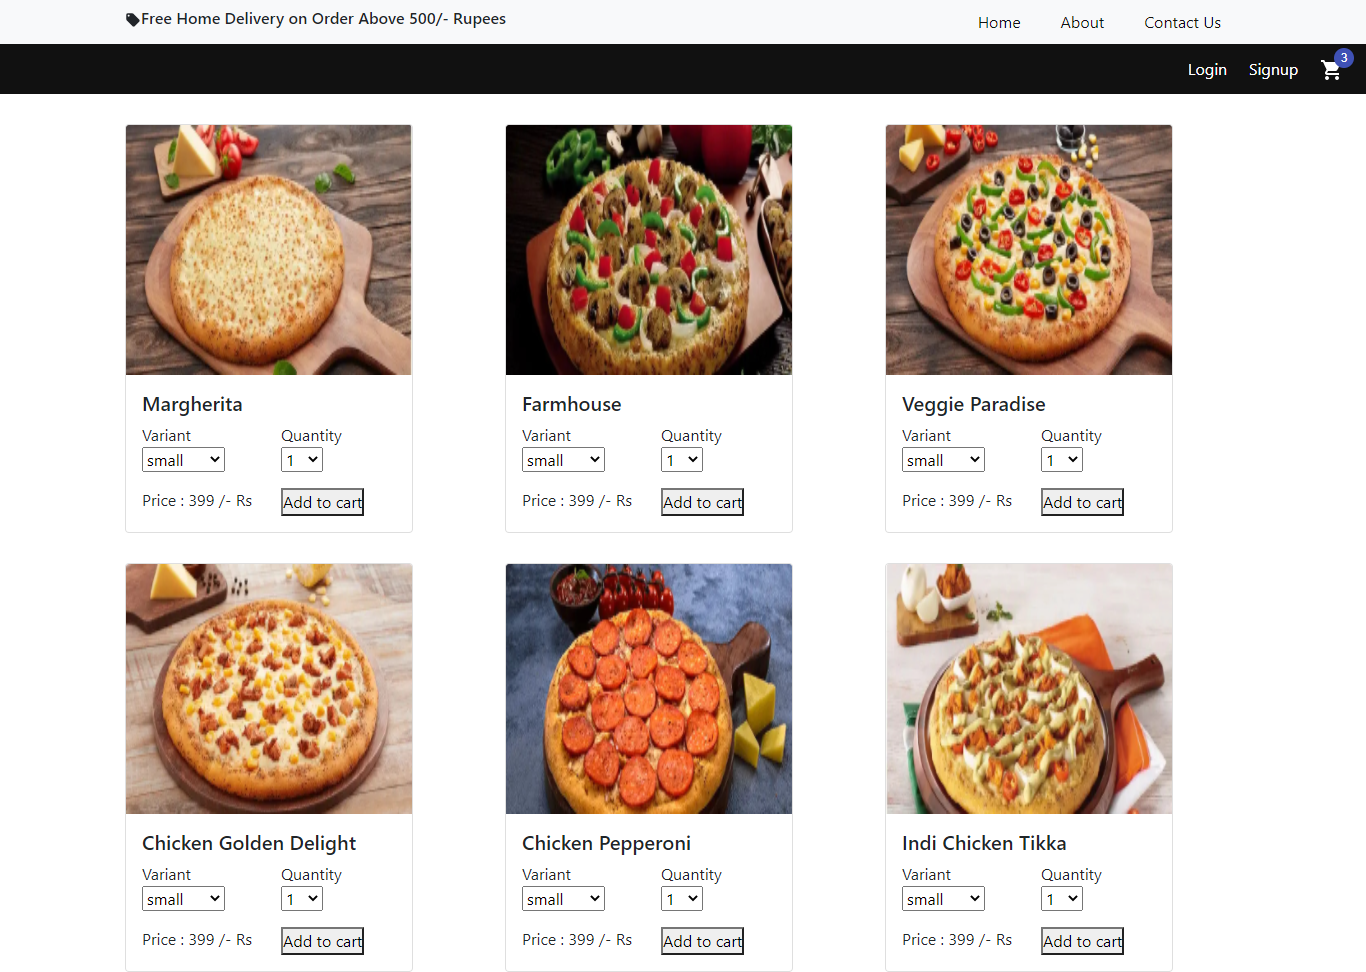 Free Home Delivery on Order Above 500/- Rupees
Home About Contact Us
Login Signup 3
Margherita
Variant Quantity
small 1
Price : 399 /- Rs Add to cart
Farmhouse
Variant Quantity
small 1
Price : 399 /- Rs Add to cart
Veggie Paradise
Variant Quantity
small 1
Price : 399 /- Rs Add to cart
Chicken Golden Delight
Variant Quantity
small 1
Price : 399 /- Rs Add to cart
Chicken Pepperoni
Variant Quantity
small 1
Price : 399 /- Rs Add to cart
Indi Chicken Tikka
Variant Quantity
small 1
Price : 399 /- Rs Add to cart